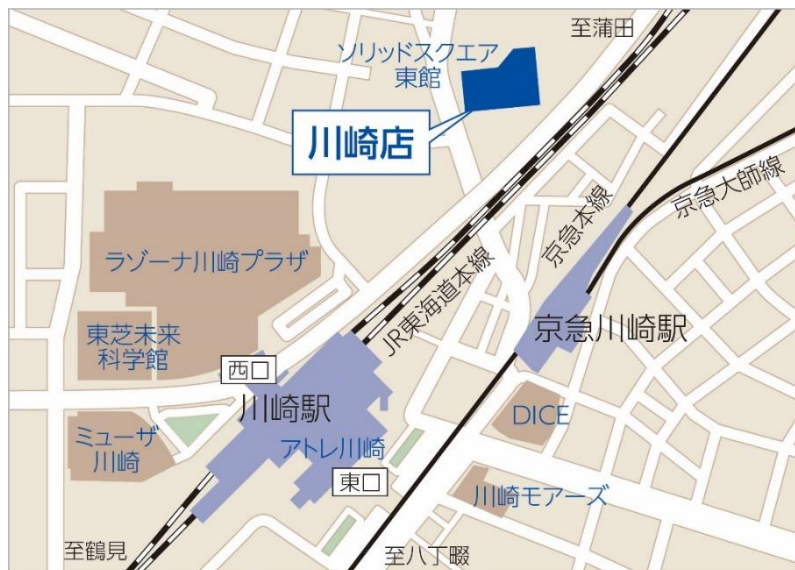 至蒲田
ソリッドスクエア
東館
川崎店
京急大師線
京急本線
ラゾーナ川崎プラザ
JR東海道本線
京急川崎駅
東芝未来
科学館
西口
川崎駅
DICE
ミューザ
川崎
アトレ川崎
東口
川崎モアーズ
至鶴見
至八丁畷